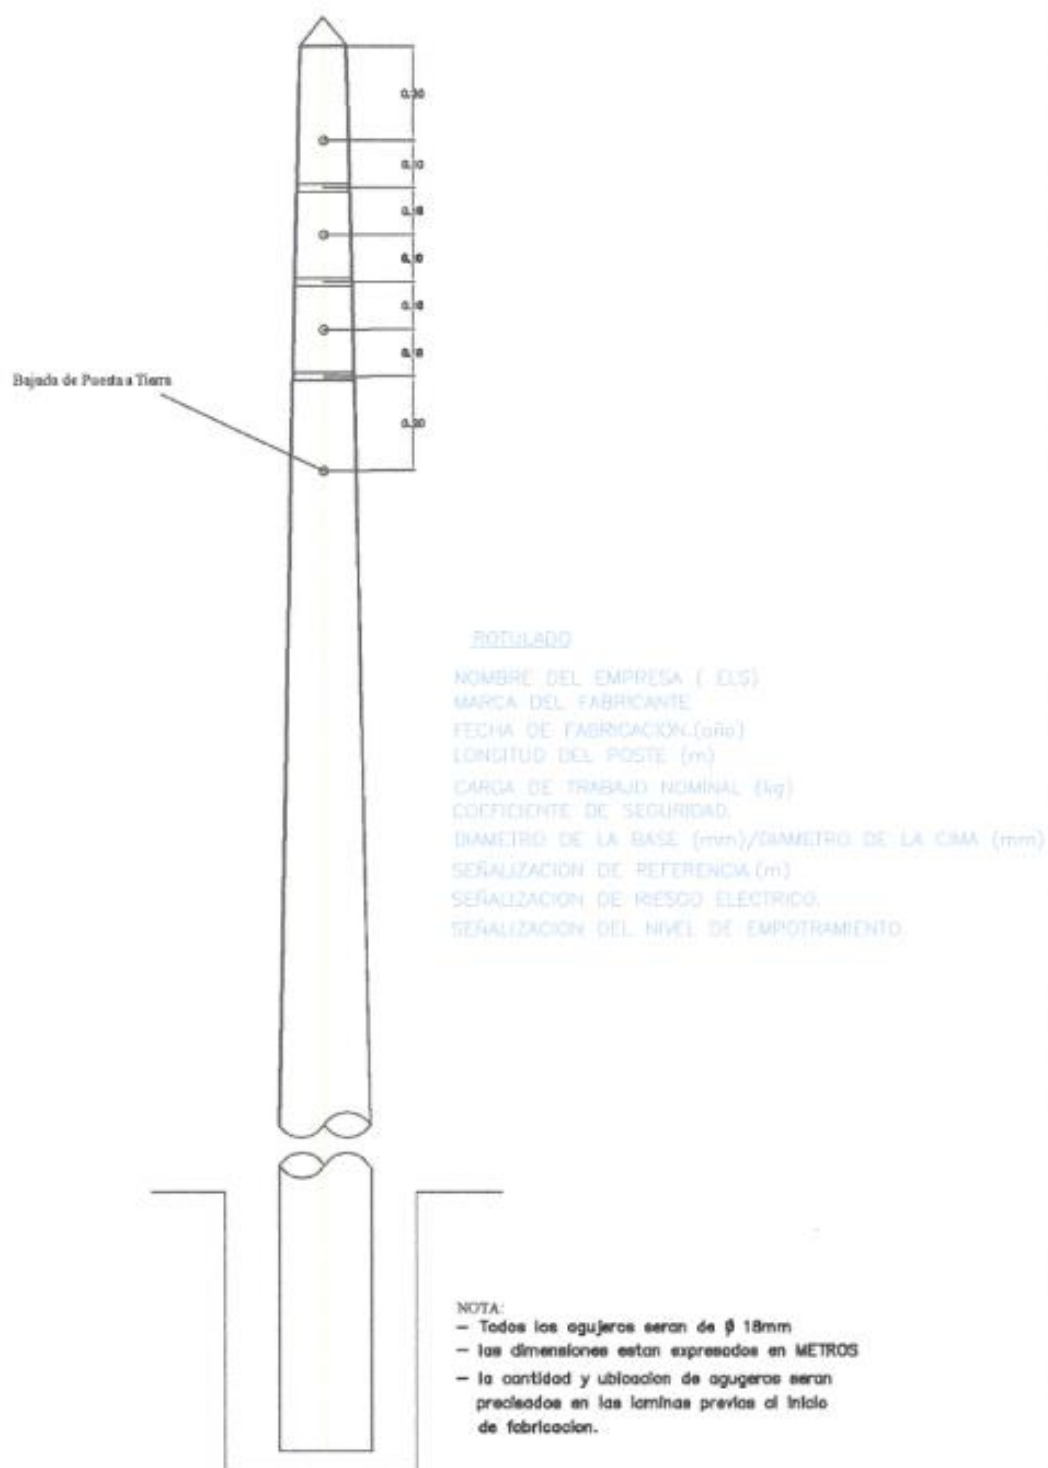 0.20
0.10
0.10
0.10
0.10
0.10
Bajada de Puesta a Tierra
0.20
ROTULADO
NOMBRE DEL EMPRESA ( ELS)
MARCA DEL FABRICANTE
FECHA DE FABRICACION.(año)
LONGITUD DEL POSTE (m)
CARGA DE TRABAJO NOMINAL (kg)
COEFICIENTE DE SEGURIDAD.
DIAMETRO DE LA BASE (mm)/DIAMETRO DE LA CIMA (mm)
SEÑALIZACION DE REFERENCIA (m)
SEÑALIZACION DE RIESGO ELECTRICO.
SEÑALIZACION DEL NIVEL DE EMPOTRAMIENTO.
NOTA:
– Todos los agujeros seran de ϕ 18mm
– las dimensiones estan expresados en METROS
– la cantidad y ubicacion de agugeros seran
precisados en las laminas previas al inicio
de fabricacion.